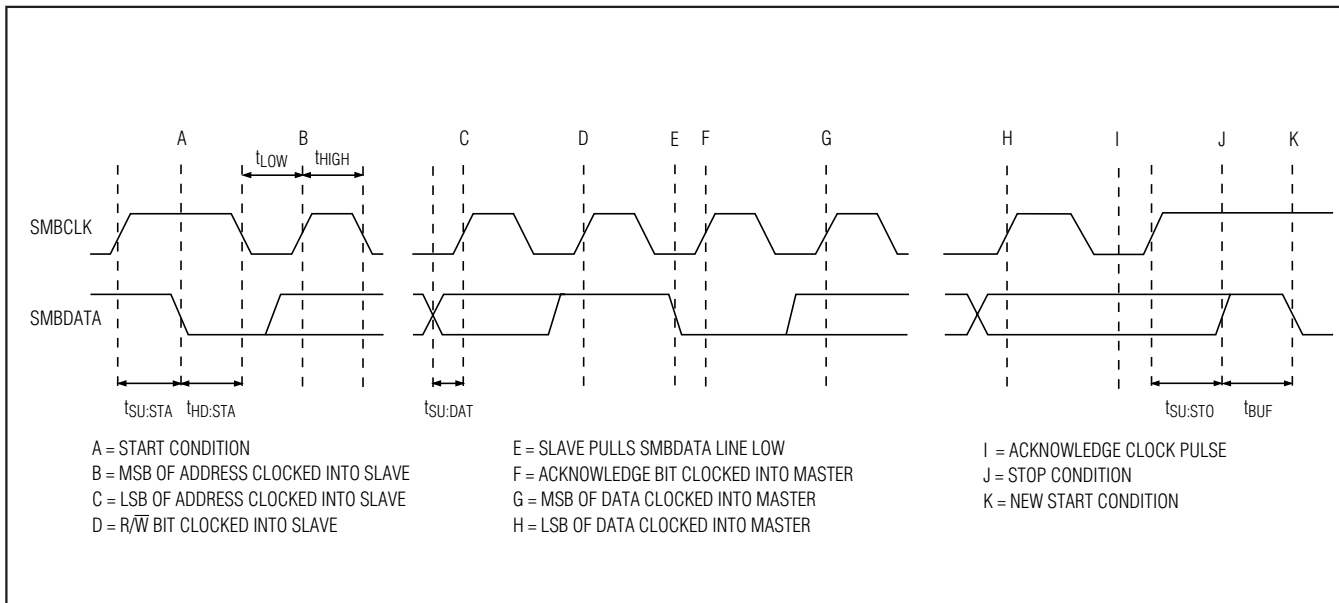 A B C D E F G H I J K
tLOW tHIGH
SMBCLK
SMBDATA
tSU:STA tHD:STA tSU:DAT tSU:STO tBUF
A = START CONDITION
B = MSB OF ADDRESS CLOCKED INTO SLAVE
C = LSB OF ADDRESS CLOCKED INTO SLAVE
D = R/W̅ BIT CLOCKED INTO SLAVE
E = SLAVE PULLS SMBDATA LINE LOW
F = ACKNOWLEDGE BIT CLOCKED INTO MASTER
G = MSB OF DATA CLOCKED INTO MASTER
H = LSB OF DATA CLOCKED INTO MASTER
I = ACKNOWLEDGE CLOCK PULSE
J = STOP CONDITION
K = NEW START CONDITION